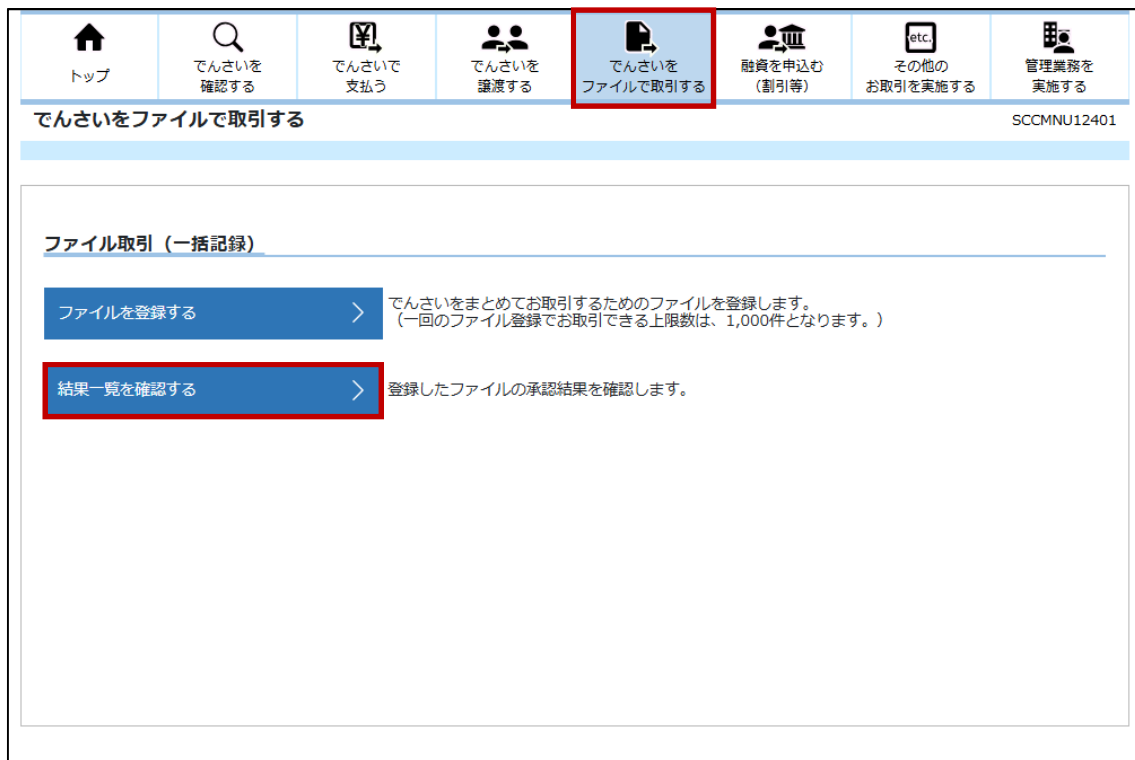 トップ
でんさいを
確認する
でんさいで
支払う
でんさいを
譲渡する
でんさいを
ファイルで取引する
融資を申込む
(割引等)
etc.
その他の
お取引を実施する
管理業務を
実施する
でんさいをファイルで取引する
SCCMNU12401
ファイル取引（一括記録）
ファイルを登録する
でんさいをまとめてお取引するためのファイルを登録します。
（一回のファイル登録でお取引できる上限数は、1,000件となります。）
結果一覧を確認する
登録したファイルの承認結果を確認します。